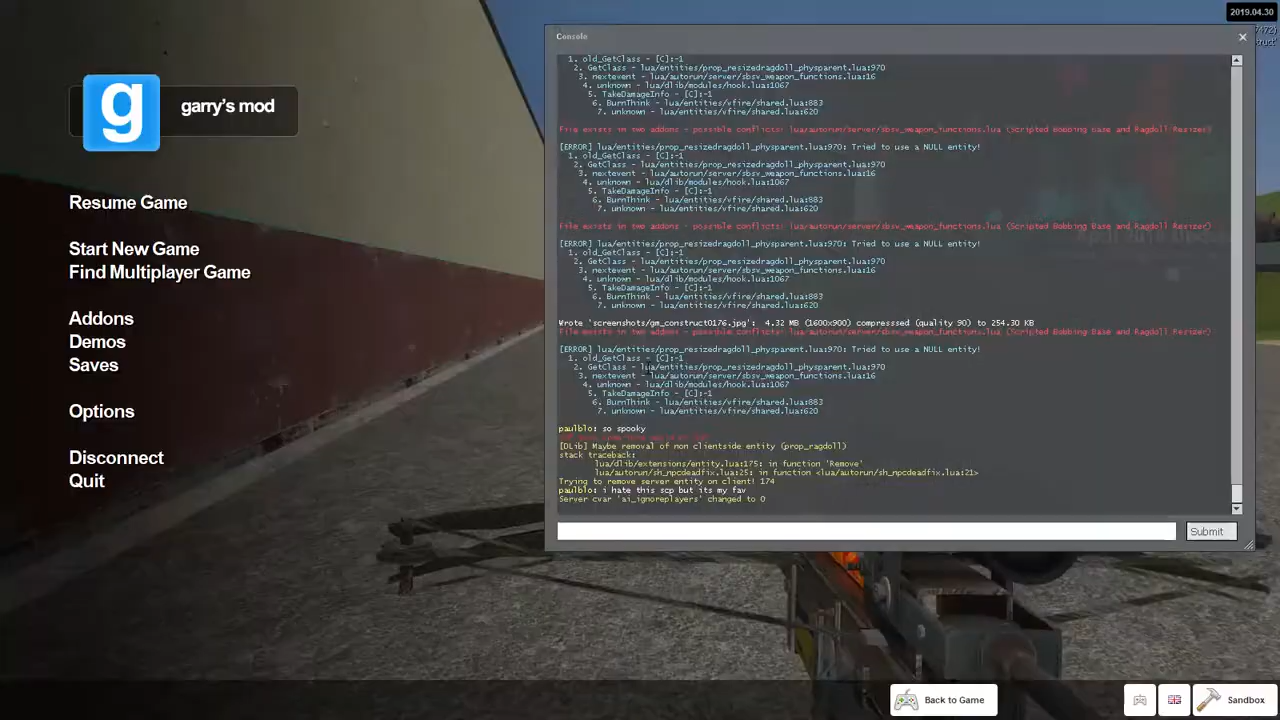 2019.04.30
Console
7472)
garry's mod
Resume Game
Start New Game
Find Multiplayer Game
Addons
Demos
Saves
Options
Disconnect
Quit
1. old_GetClass - [C]:-1
2. GetClass - lua/entities/prop_resizedragdoll_physparent.lua:970
3. nextevent - lua/autorun/server/sbsv_weapon_functions.lua:16
4. unknown - lua/dlib/modules/hook.lua:1067
5. TakeDamageInfo - [C]:-1
6. BurnThink - lua/entities/vfire/shared.lua:883
7. unknown - lua/entities/vfire/shared.lua:620
File exists in two addons - possible conflicts: lua/autorun/server/sbsv_weapon_functions.lua (Scripted Bobbing Base and Ragdoll Resizer)
[ERROR] lua/entities/prop_resizedragdoll_physparent.lua:970: Tried to use a NULL entity!
1. old_GetClass - [C]:-1
2. GetClass - lua/entities/prop_resizedragdoll_physparent.lua:970
3. nextevent - lua/autorun/server/sbsv_weapon_functions.lua:16
4. unknown - lua/dlib/modules/hook.lua:1067
5. TakeDamageInfo - [C]:-1
6. BurnThink - lua/entities/vfire/shared.lua:883
7. unknown - lua/entities/vfire/shared.lua:620
File exists in two addons - possible conflicts: lua/autorun/server/sbsv_weapon_functions.lua (Scripted Bobbing Base and Ragdoll Resizer)
[ERROR] lua/entities/prop_resizedragdoll_physparent.lua:970: Tried to use a NULL entity!
1. old_GetClass - [C]:-1
2. GetClass - lua/entities/prop_resizedragdoll_physparent.lua:970
3. nextevent - lua/autorun/server/sbsv_weapon_functions.lua:16
4. unknown - lua/dlib/modules/hook.lua:1067
5. TakeDamageInfo - [C]:-1
6. BurnThink - lua/entities/vfire/shared.lua:883
7. unknown - lua/entities/vfire/shared.lua:620
Wrote 'screenshots/gm_construct0176.jpg': 4.32 MB (1600x900) compresssed (quality 90) to 254.30 KB
File exists in two addons - possible conflicts: lua/autorun/server/sbsv_weapon_functions.lua (Scripted Bobbing Base and Ragdoll Resizer)
[ERROR] lua/entities/prop_resizedragdoll_physparent.lua:970: Tried to use a NULL entity!
1. old_GetClass - [C]:-1
2. GetClass - lua/entities/prop_resizedragdoll_physparent.lua:970
3. nextevent - lua/autorun/server/sbsv_weapon_functions.lua:16
4. unknown - lua/dlib/modules/hook.lua:1067
5. TakeDamageInfo - [C]:-1
6. BurnThink - lua/entities/vfire/shared.lua:883
7. unknown - lua/entities/vfire/shared.lua:620
paulblo: so spooky
[DLib] Maybe removal of non clientside entity (prop_ragdoll)
stack traceback:
lua/dlib/extensions/entity.lua:175: in function 'Remove'
lua/autorun/sh_npcdeadfix.lua:25: in function <lua/autorun/sh_npcdeadfix.lua:21>
Trying to remove server entity on client! 174
paulblo: i hate this scp but its my fav
Server cvar 'ai_ignoreplayers' changed to 0
Submit
Back to Game
Sandbox